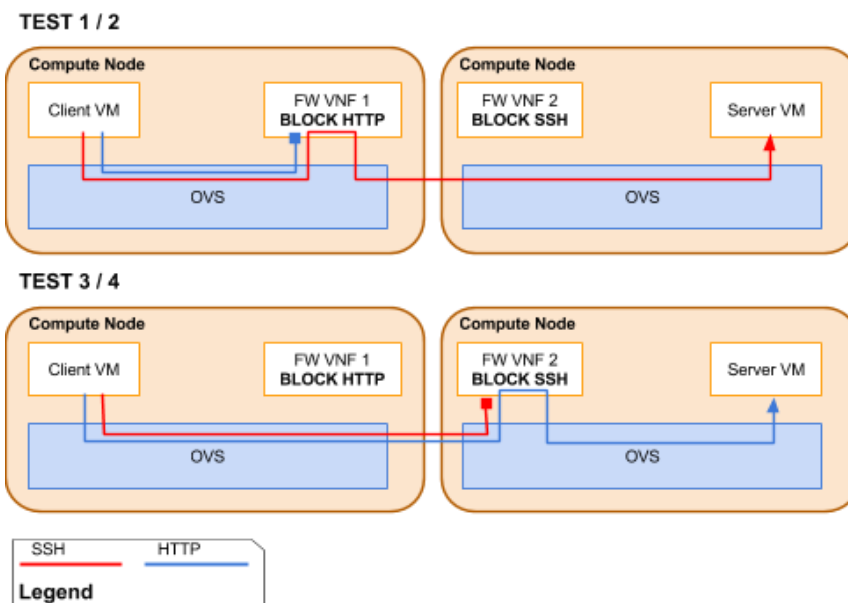 TEST 1 / 2
Compute Node
Compute Node
Client VM
FW VNF 1
BLOCK HTTP
FW VNF 2
BLOCK SSH
Server VM
OVS
OVS
TEST 3 / 4
Compute Node
Compute Node
Client VM
FW VNF 1
BLOCK HTTP
FW VNF 2
BLOCK SSH
Server VM
OVS
OVS
SSH
HTTP
Legend